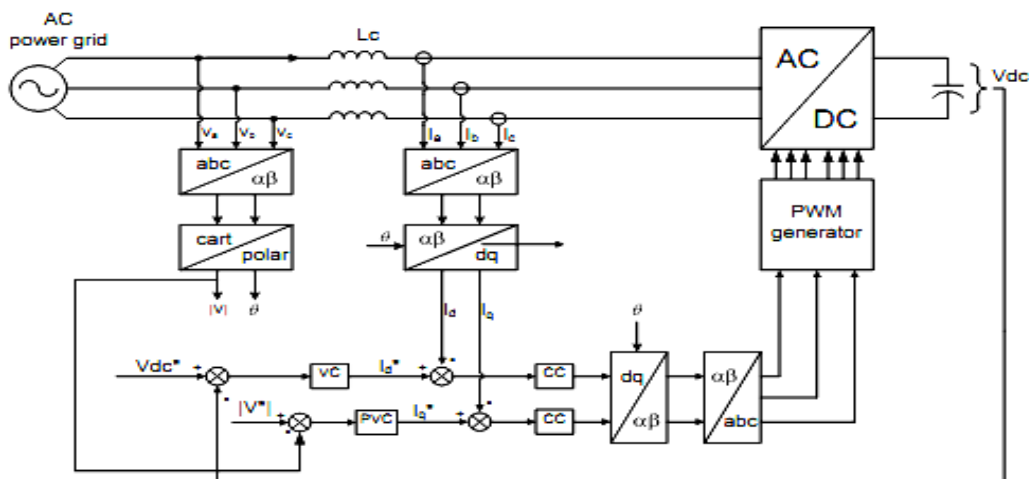 AC
power grid
Lc
AC
DC
Vdc
Va
Vc
Ia
Ib
Ic
abc
αβ
abc
αβ
PWM
generator
cart
polar
θ
αβ
dq
|V|
θ
Id
Iq
θ
Vdc*
+
-
VC
Id*
+
-
CC
dq
αβ
αβ
abc
|V*|
+
-
PVC
Iq*
+
-
CC